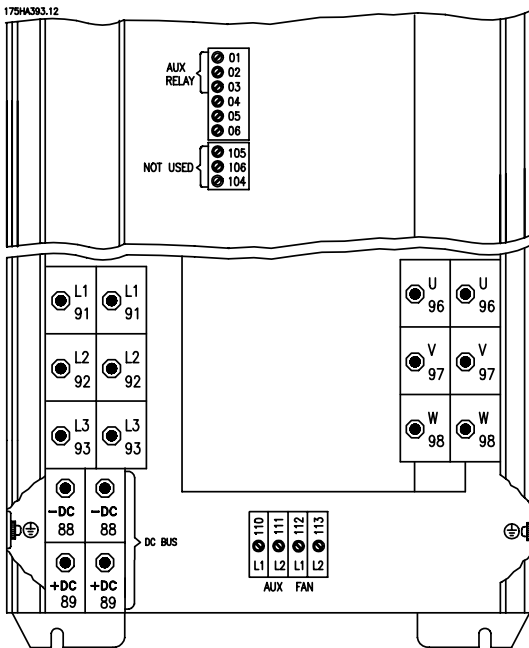 175HA393.12
AUX
RELAY
01
02
03
04
05
06
NOT USED
105
106
104
L1
91
L1
91
L2
92
L2
92
L3
93
L3
93
U
96
U
96
V
97
V
97
W
98
W
98
-DC
88
-DC
88
+DC
89
+DC
89
DC BUS
110
111
112
113
L1
L2
L1
L2
AUX FAN